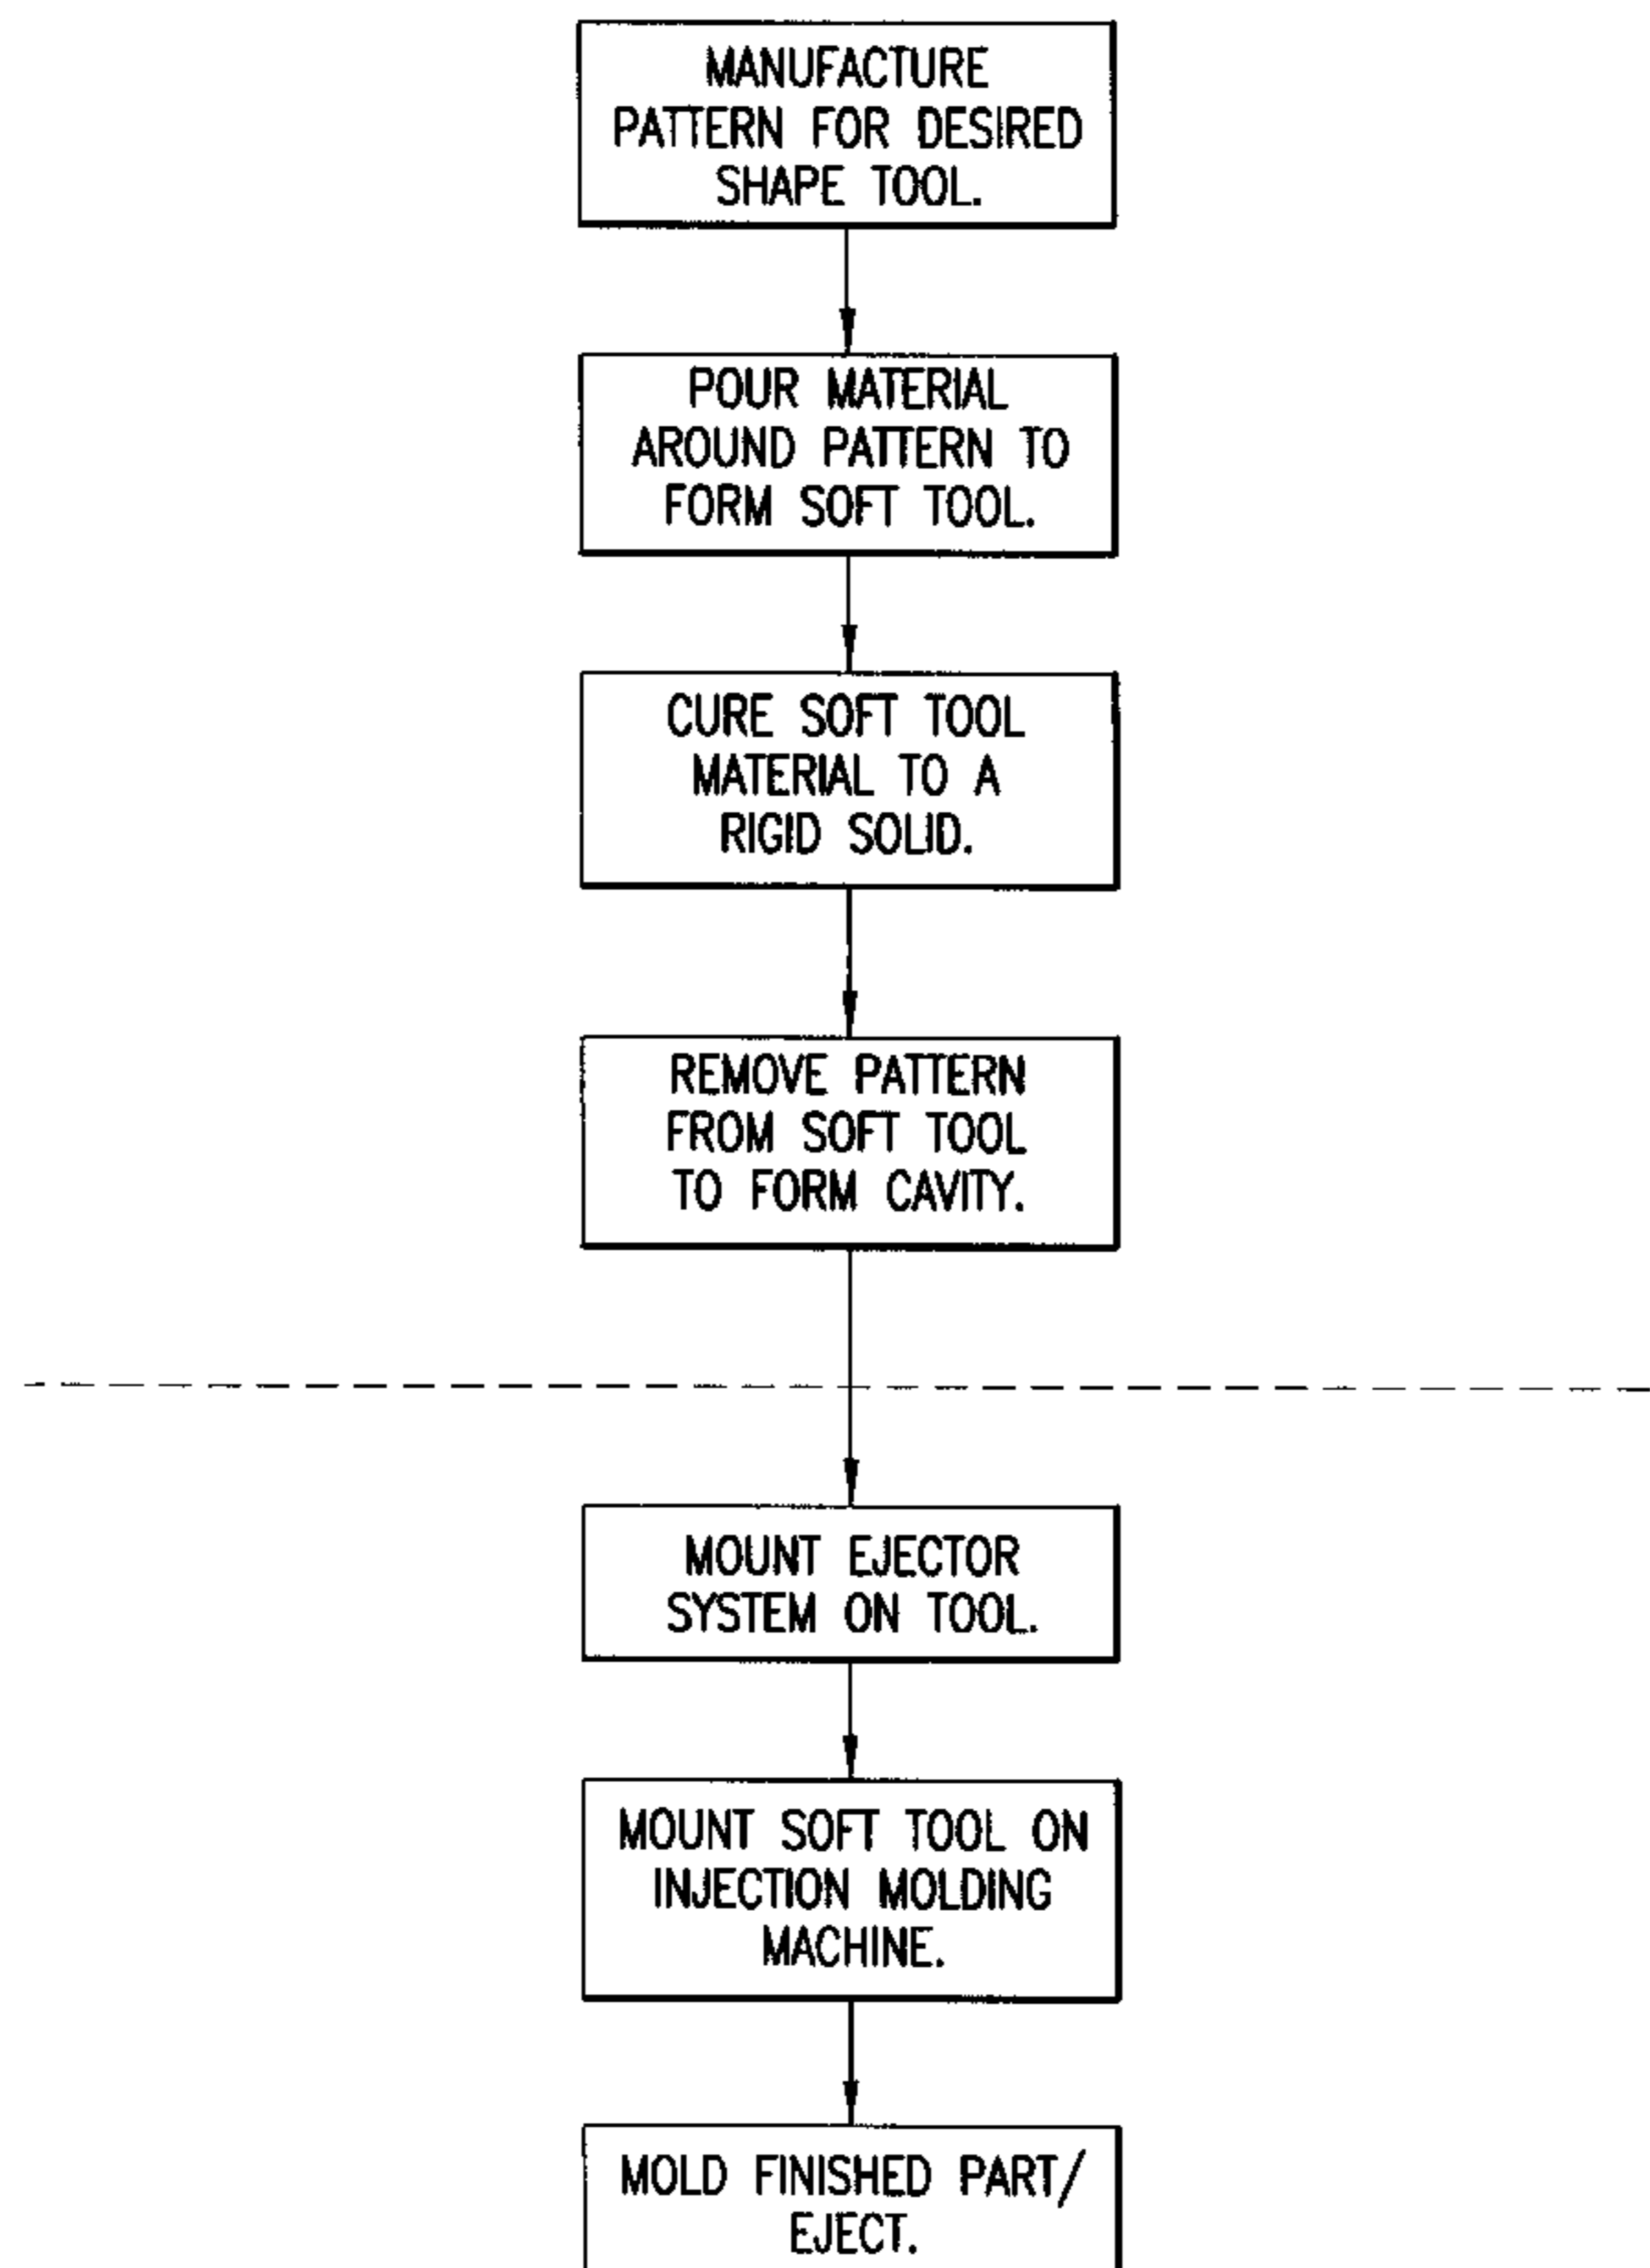 MANUFACTURE
PATTERN FOR DESIRED
SHAPE TOOL.
POUR MATERIAL
AROUND PATTERN TO
FORM SOFT TOOL.
CURE SOFT TOOL
MATERIAL TO A
RIGID SOLID.
REMOVE PATTERN
FROM SOFT TOOL
TO FORM CAVITY.
MOUNT EJECTOR
SYSTEM ON TOOL.
MOUNT SOFT TOOL ON
INJECTION MOLDING
MACHINE.
MOLD FINISHED PART/
EJECT.